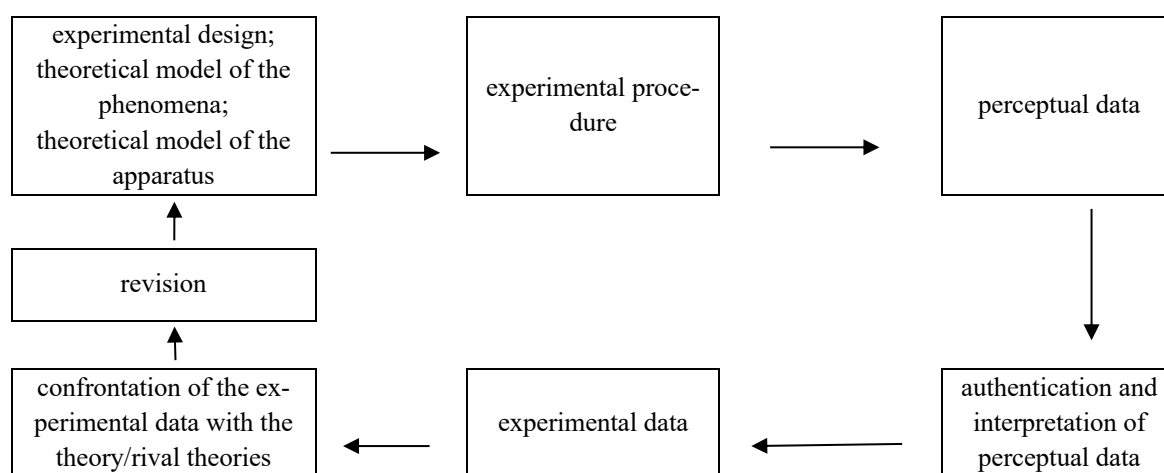 experimental design;
theoretical model of the
phenomena;
theoretical model of the
apparatus
experimental proce-
dure
perceptual data
revision
confrontation of the ex-
perimental data with the
theory/rival theories
experimental data
authentication and
interpretation of
perceptual data